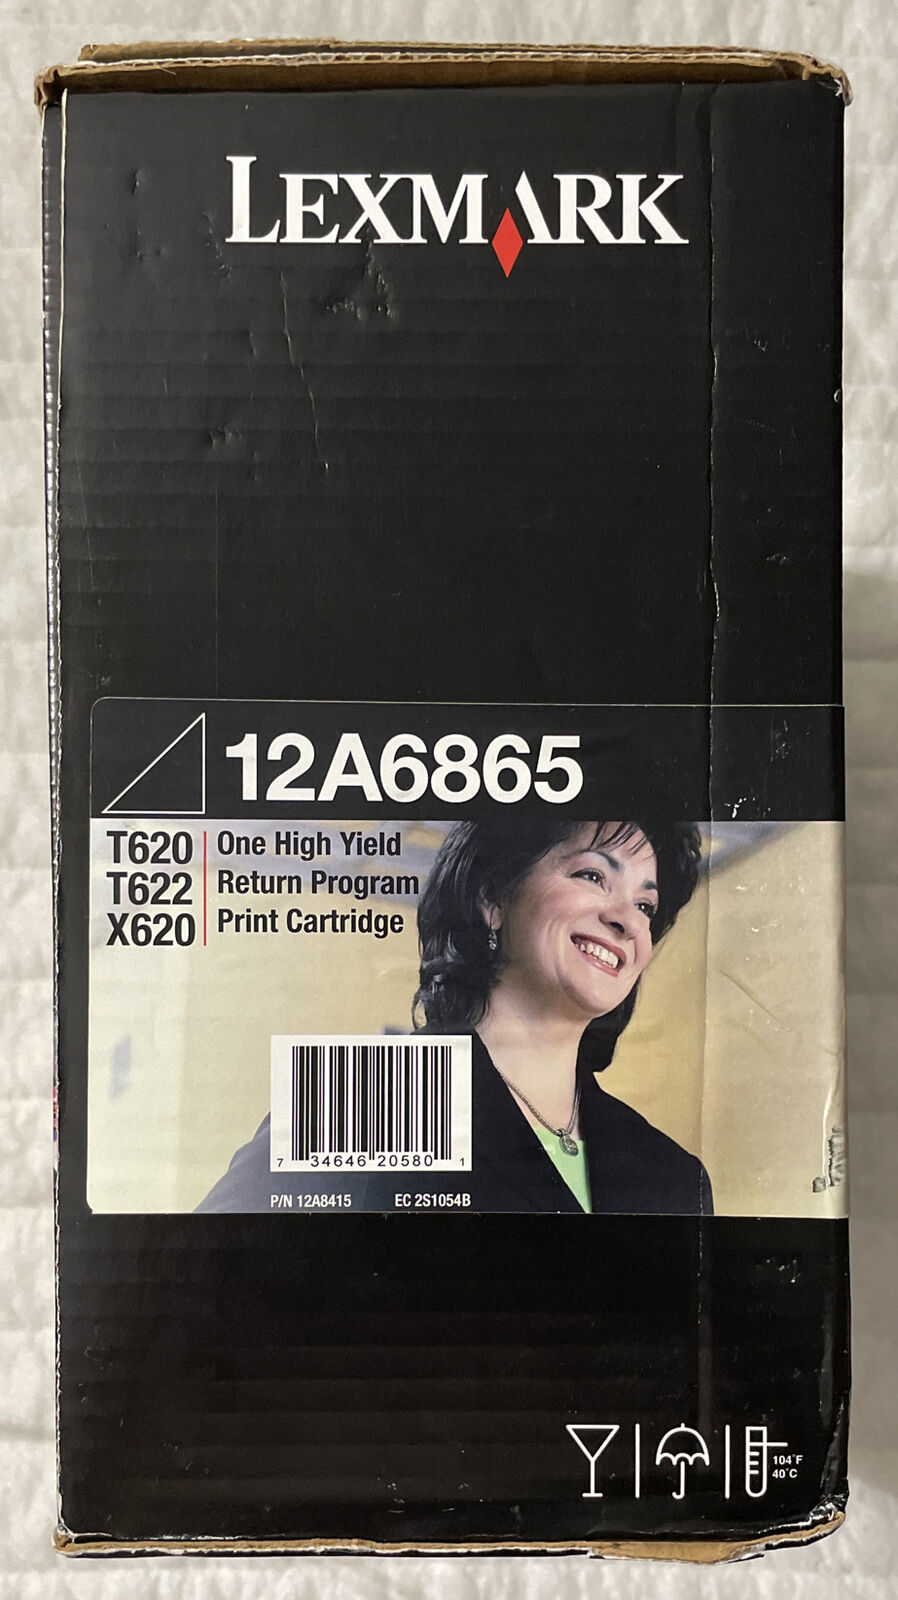 LEXMARK
12A6865
T620
T622
X620
One High Yield
Return Program
Print Cartridge
7 34646 20580 1
P/N 12A8415 EC 2S1054B
104°F
40°C